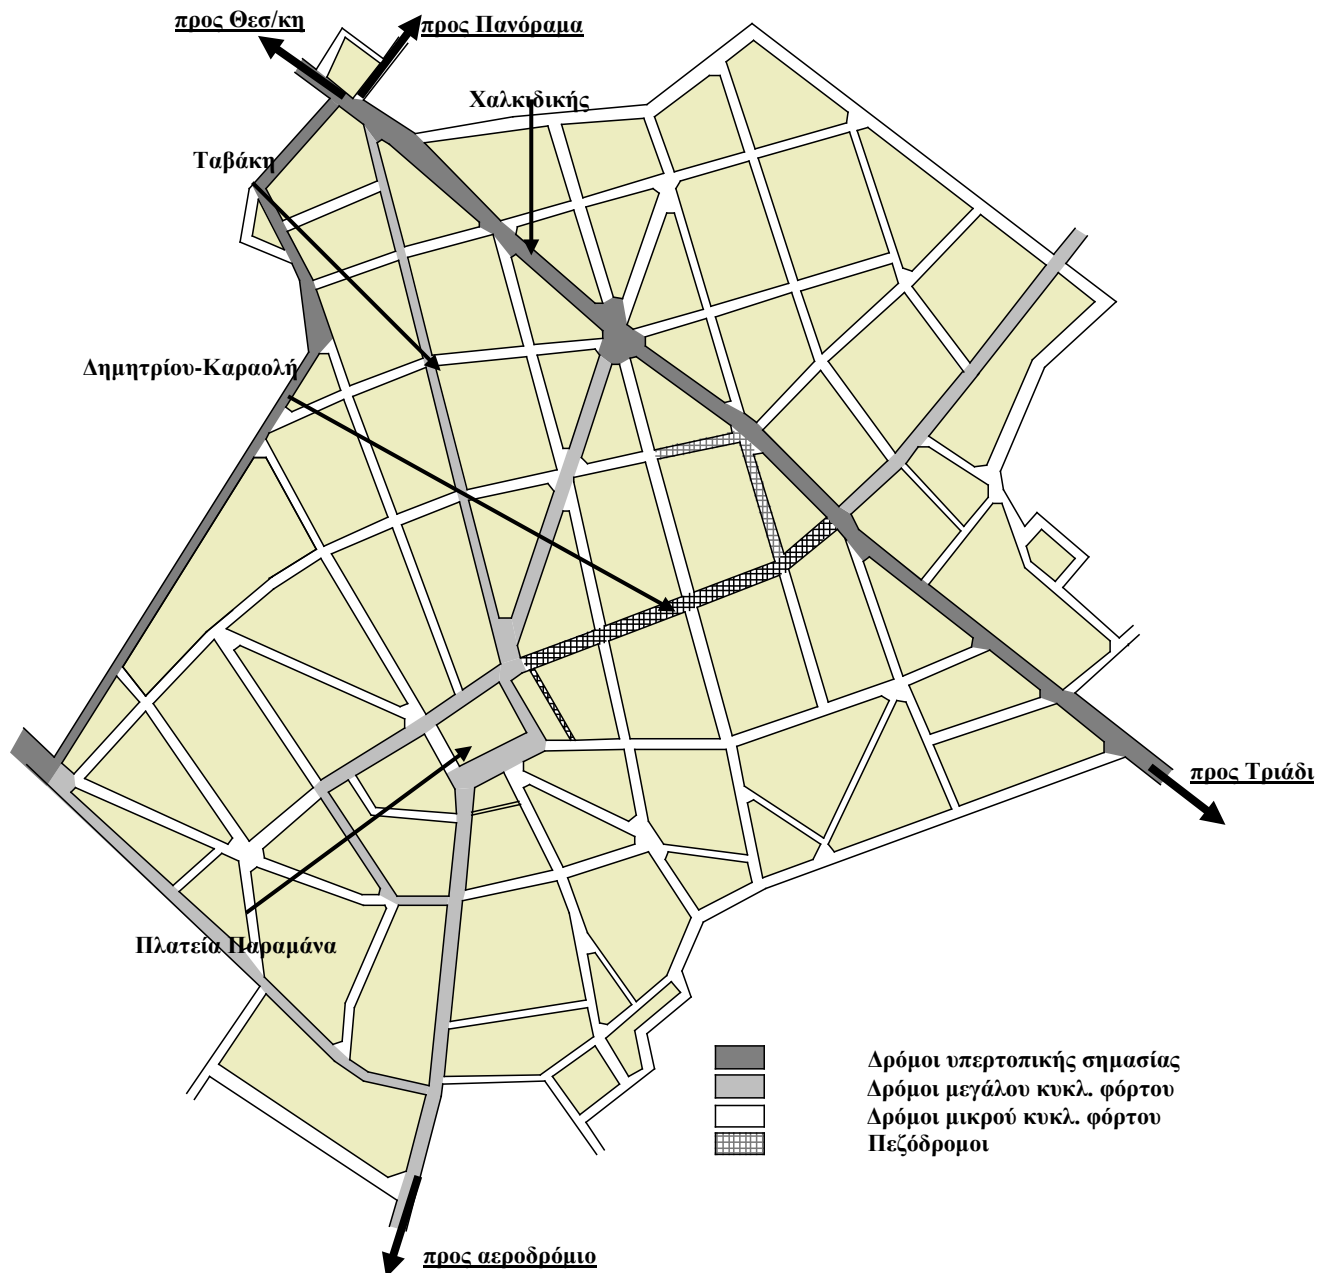 προς Θεσ/κη
προς Πανόραμα
Χαλκιδικής
Ταβάκη
Δημητρίου-Καραολή
προς Τριάδι
Πλατεία Παραμάνα
Δρόμοι υπερτοπικής σημασίας
Δρόμοι μεγάλου κυκλ. φόρτου
Δρόμοι μικρού κυκλ. φόρτου
Πεζόδρομοι
προς αεροδρόμιο